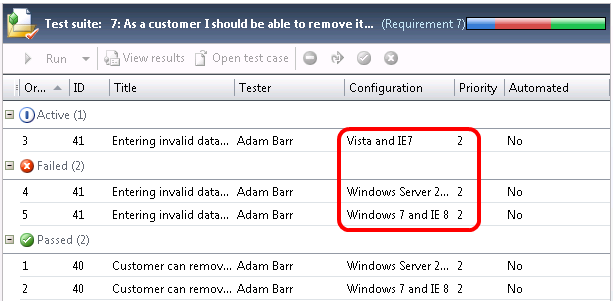 Test suite: 7: As a customer I should be able to remove it... (Requirement 7)
Run View results Open test case
Or... ID Title Tester Configuration Priority Automated
Active (1)
3 41 Entering invalid data... Adam Barr Vista and IE7 2 No
Failed (2)
4 41 Entering invalid data... Adam Barr Windows Server 2... 2 No
5 41 Entering invalid data... Adam Barr Windows 7 and IE 8 2 No
Passed (2)
1 40 Customer can remov... Adam Barr Windows Server 2... 2 No
2 40 Customer can remov... Adam Barr Windows 7 and IE 8 2 No